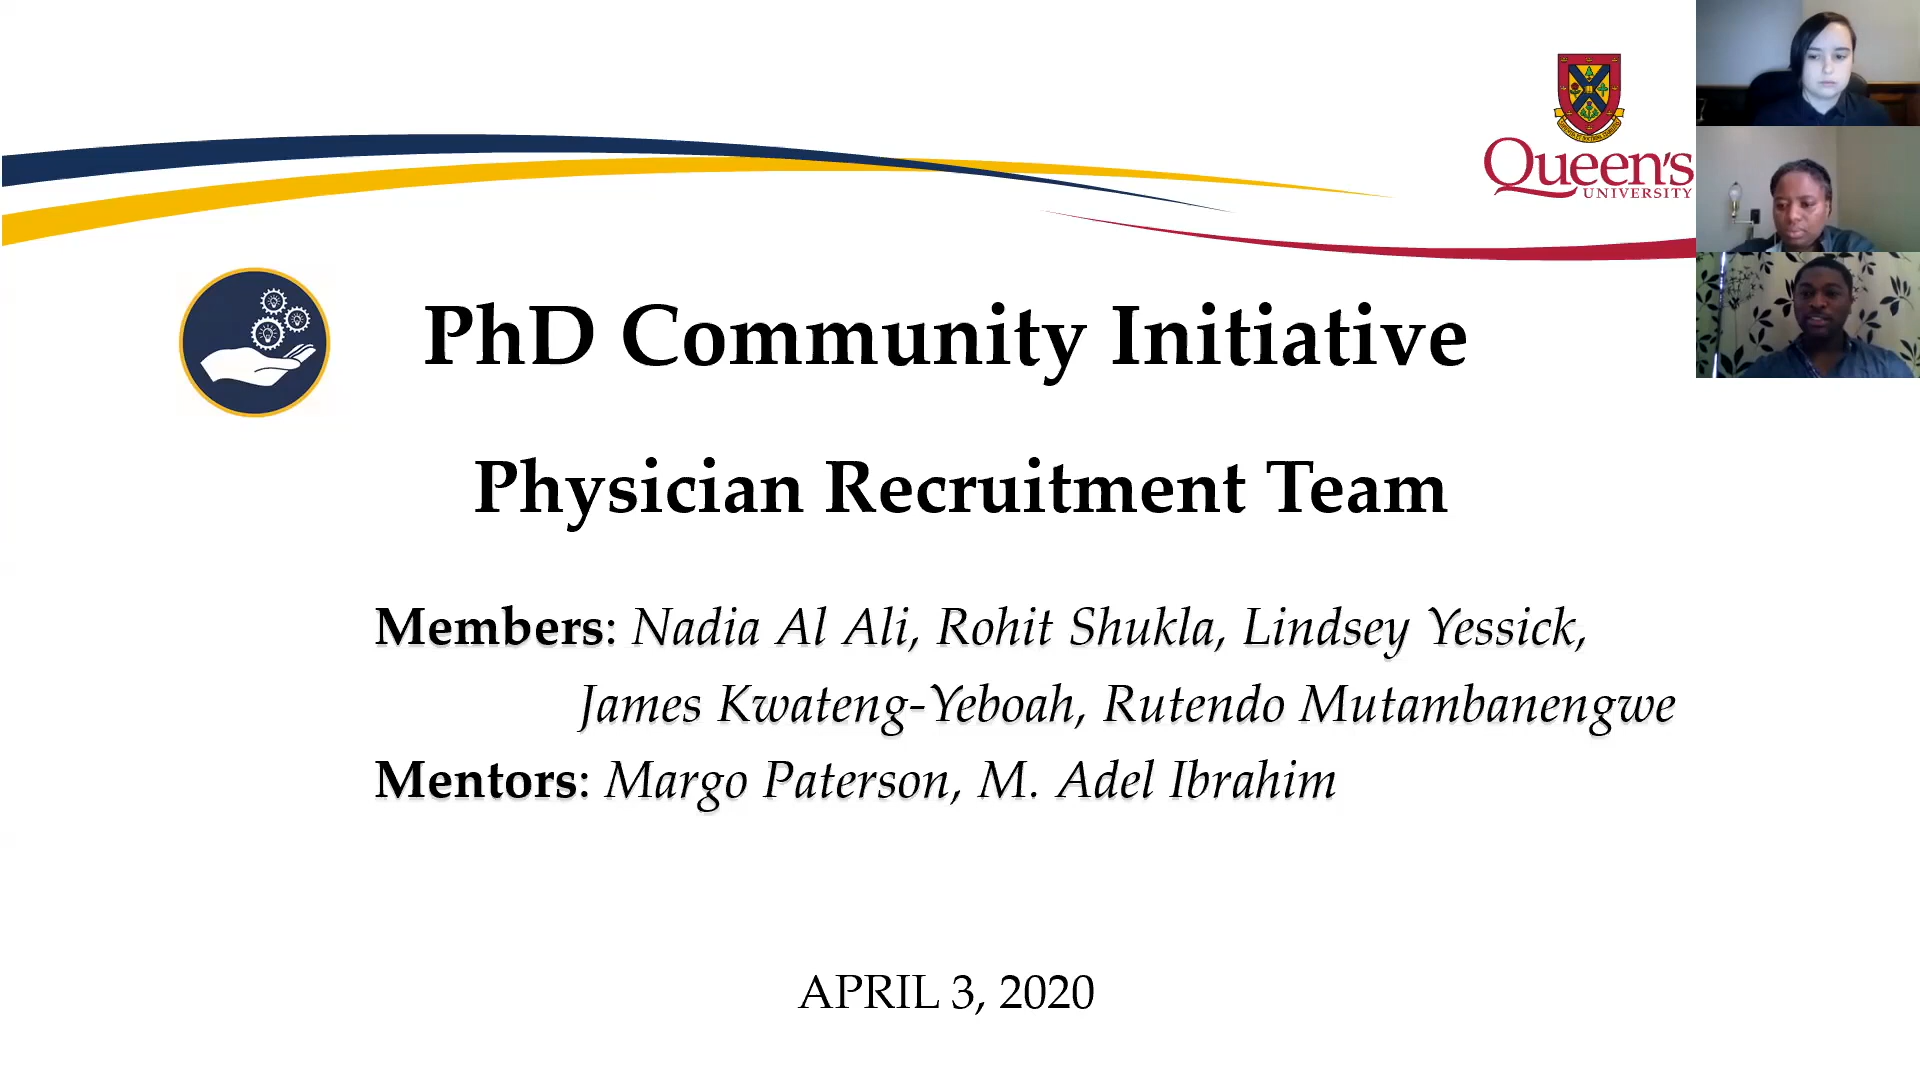 Queen's
UNIVERSITY
PhD Community Initiative
Physician Recruitment Team
Members: Nadia Al Ali, Rohit Shukla, Lindsey Yessick,
James Kwateng-Yeboah, Rutendo Mutambanengwe
Mentors: Margo Paterson, M. Adel Ibrahim
APRIL 3, 2020